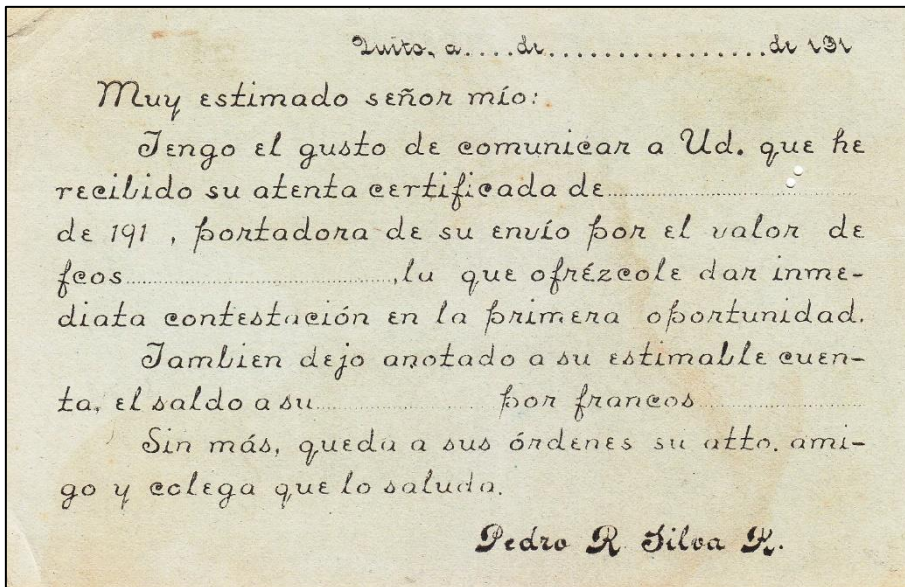 Quito, a....de.................de 191
Muy estimado señor mío:
Tengo el gusto de comunicar a Ud. que he
recibido su atenta certificada de..............................
de 191 , portadora de su envío por el valor de
fcos................................, la que ofrézcole dar inme-
diata contestación en la primera oportunidad.
Tambien dejo anotado a su estimable cuen-
ta, el saldo a su.................... por francos....................
Sin más, queda a sus órdenes su atto. ami-
go y colega que lo saluda.
Pedro R. Silva R.